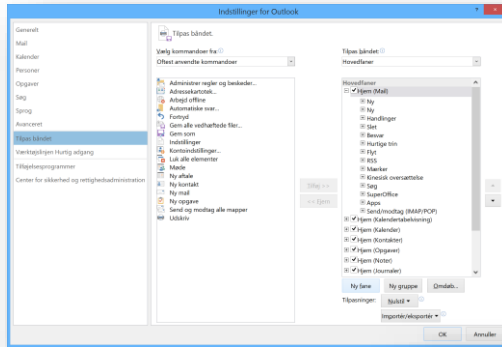 Indstillinger for Outlook
Generelt
Mail
Kalender
Personer
Opgaver
Søg
Sprog
Avanceret
Tilpas båndet
Værktøjslinjen Hurtig adgang
Tilføjelsesprogrammer
Center for sikkerhed og rettighedsadministration
Tilpas båndet.
Vælg kommandoer fra:
Oftest anvendte kommandoer
Administrer regler og beskeder...
Adressekartotek...
Arbejd offline
Automatiske svar...
Fortryd
Gem alle vedhæftede filer...
Gem som
Indstillinger
Kontoindstillinger...
Luk alle elementer
Møde
Ny aftale
Ny kontakt
Ny mail
Ny opgave
Send og modtag alle mapper
Udskriv
Tilføj >>
<< Fjern
Tilpas båndet:
Hovedfaner
Hovedfaner
Hjem (Mail)
Ny
Ny
Handlinger
Slet
Besvar
Hurtige trin
Flyt
RSS
Mærker
Kinesisk oversættelse
Søg
SuperOffice
Apps
Send/modtag (IMAP/POP)
Hjem (Kalendertabelvisning)
Hjem (Kalender)
Hjem (Kontakter)
Hjem (Opgaver)
Hjem (Noter)
Hjem (Journaler)
Ny fane
Ny gruppe
Omdøb...
Tilpasninger:
Nulstil
Importér/eksportér
OK
Annuller